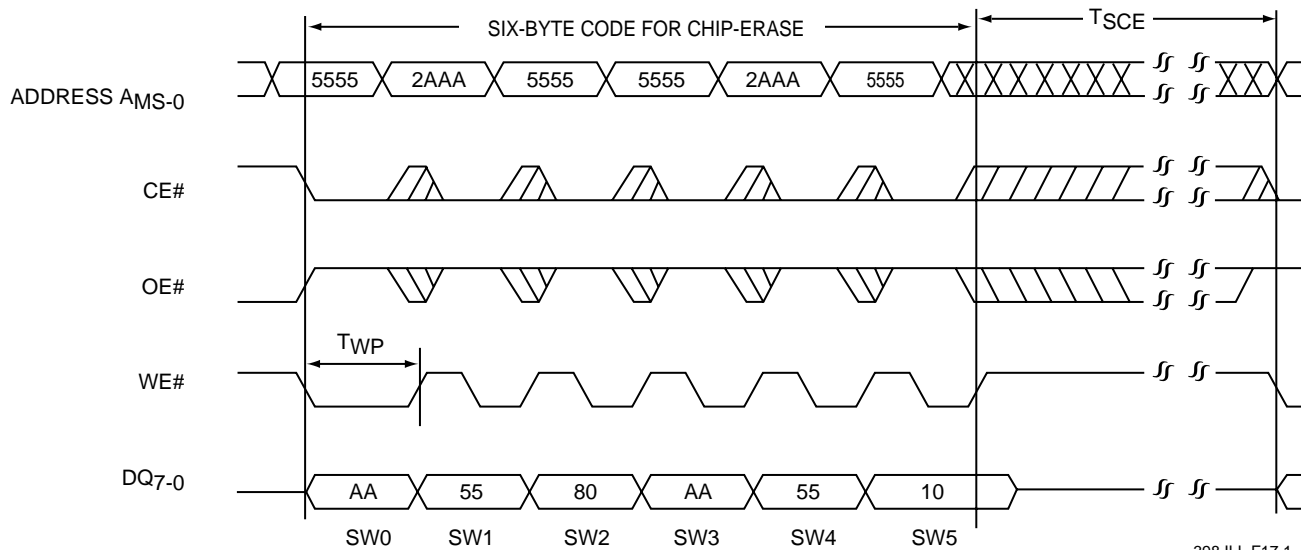 SIX-BYTE CODE FOR CHIP-ERASE
TSCE
ADDRESS AMS-0
5555 2AAA 5555 5555 2AAA 5555
CE#
OE#
TWP
WE#
DQ7-0
AA 55 80 AA 55 10
SW0 SW1 SW2 SW3 SW4 SW5